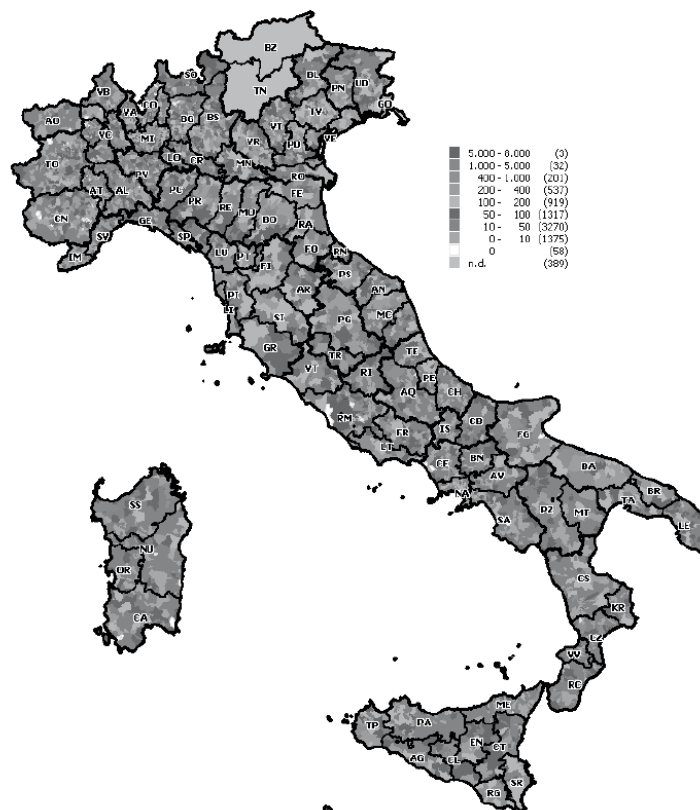 BZ
SO
BL
TN
PN
UD
VB
CO
GO
VA
BG
BS
TV
AO
VC
MI
VR
VI
PD
VE
TO
LO
CR
MN
PV
RO
AT
AL
PC
PR
RE
MO
FE
CN
GE
BO
RA
SV
SP
IM
LU
PT
FO
RN
FI
PS
PI
AR
AN
LI
SI
PG
MC
GR
TR
TE
VT
RI
PE
AQ
CH
RM
IS
CB
FR
FG
LT
CE
BN
BA
AV
NA
BR
SS
PZ
MT
TA
SA
LE
NU
OR
CS
CA
KR
CZ
VV
RC
ME
TP
PA
EN
CT
AG
CL
SR
RG
5.000 - 8.000 (3)
1.000 - 5.000 (32)
400 - 1.000 (201)
200 - 400 (537)
100 - 200 (919)
50 - 100 (1317)
10 - 50 (3270)
0 - 10 (1375)
0 (58)
n.d. (389)